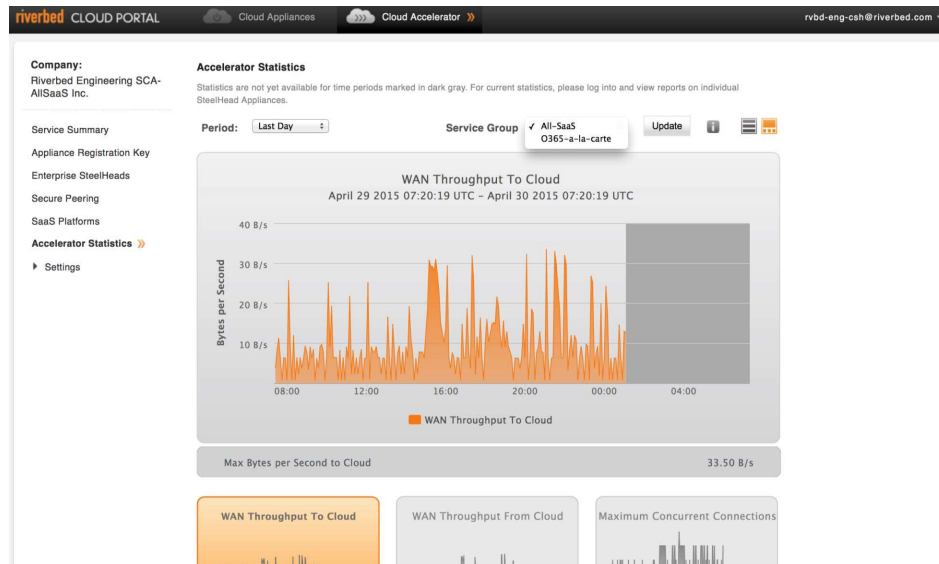 riverbed CLOUD PORTAL
Cloud Appliances
Cloud Accelerator »
rvbd-eng-csh@riverbed.com
Company:
Riverbed Engineering SCA-
AllSaaS Inc.
Service Summary
Appliance Registration Key
Enterprise SteelHeads
Secure Peering
SaaS Platforms
Accelerator Statistics »
Settings
Accelerator Statistics
Statistics are not yet available for time periods marked in dark gray. For current statistics, please log into and view reports on individual
SteelHead Appliances.
Period: Last Day
Service Group ✓ All-SaaS
O365-a-la-carte
Update
i
WAN Throughput To Cloud
April 29 2015 07:20:19 UTC – April 30 2015 07:20:19 UTC
Bytes per Second
40 B/s
30 B/s
20 B/s
10 B/s
08:00 12:00 16:00 20:00 00:00 04:00
WAN Throughput To Cloud
Max Bytes per Second to Cloud 33.50 B/s
WAN Throughput To Cloud
WAN Throughput From Cloud
Maximum Concurrent Connections